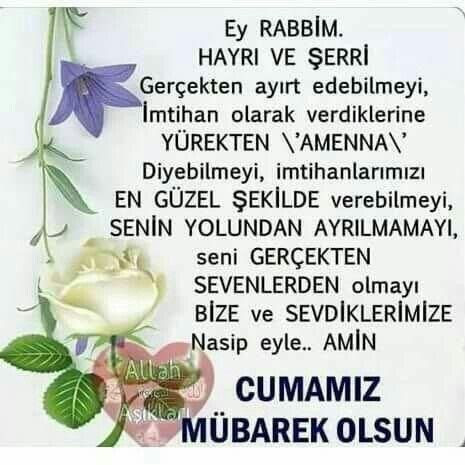 Ey RABBİM.
HAYRI VE ŞERRİ
Gerçekten ayırt edebilmeyi,
İmtihan olarak verdiklerine
YÜREKTEN \'AMENNA\'
Diyebilmeyi, imtihanlarımızı
EN GÜZEL ŞEKİLDE verebilmeyi,
SENİN YOLUNDAN AYRILMAMAYI,
seni GERÇEKTEN
SEVENLERDEN olmayı
BİZE ve SEVDİKLERİMİZE
Nasip eyle.. AMİN
Allah
Aşıkları
CUMAMIZ
MÜBAREK OLSUN